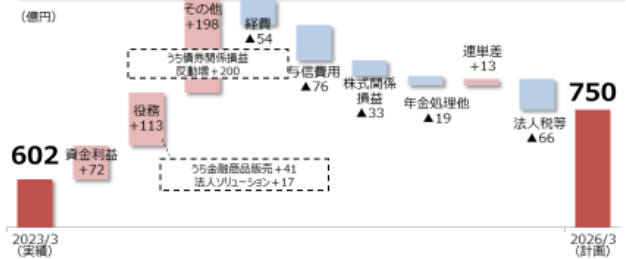 （億円）
その他
+198
経費
▲54
うち債券関係損益
反動増+200
与信費用
▲76
株式関係
損益
▲33
年金処理他
▲19
連単差
+13
法人税等
▲66
750
役務
+113
602
資金利益
+72
うち金融商品販売+41
法人ソリューション+17
2023/3
（実績）
2026/3
（計画）